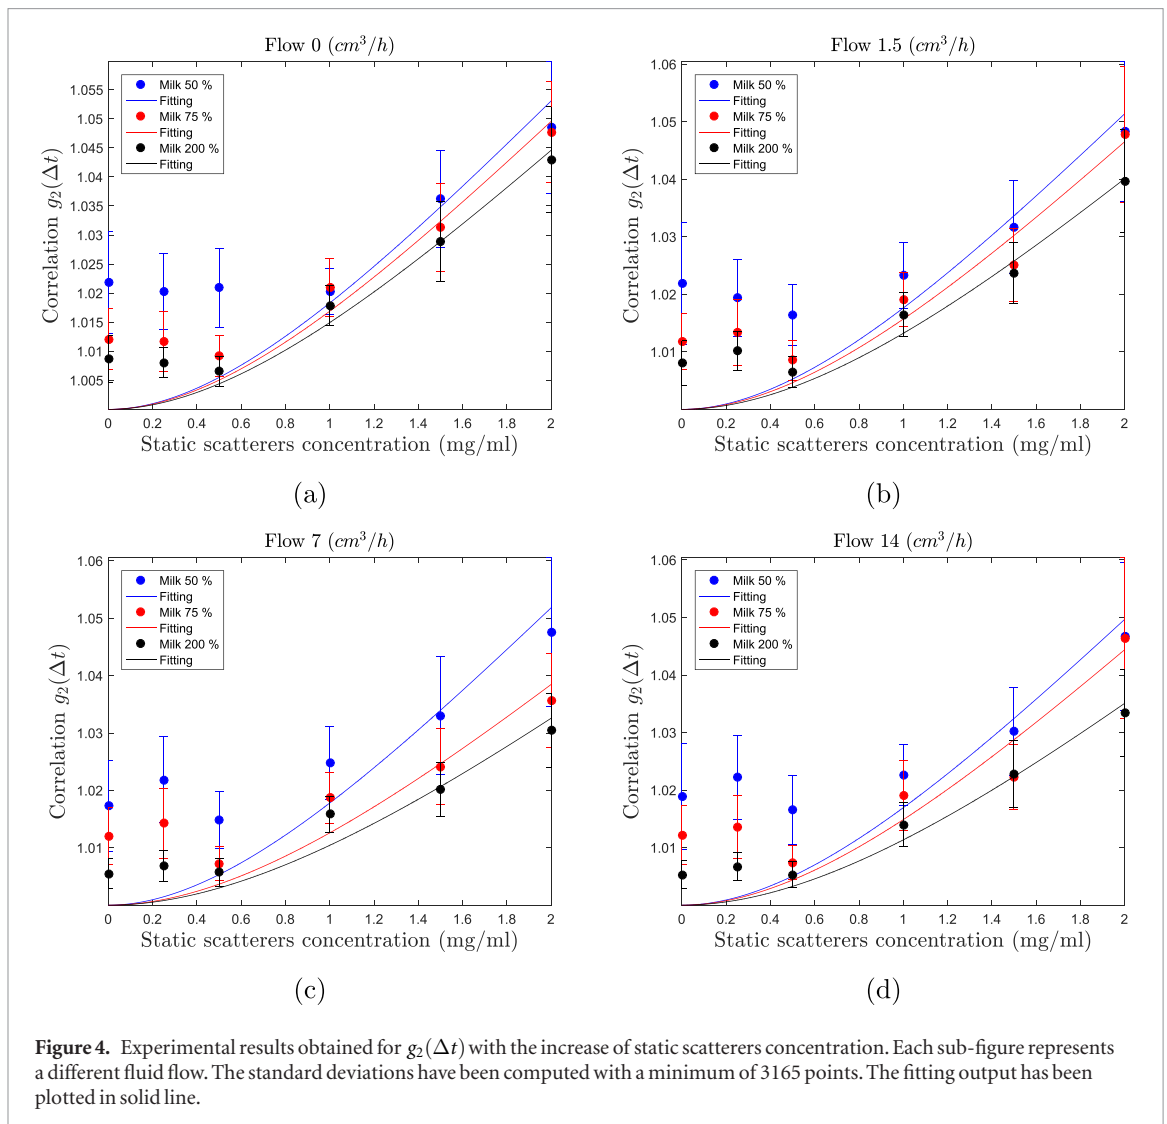 Flow 0 (cm³/h)
1.055
1.05
1.045
1.04
1.035
1.03
1.025
1.02
1.015
1.01
1.005
Correlation g₂(Δt)
Milk 50 %
Fitting
Milk 75 %
Fitting
Milk 200 %
Fitting
0 0.2 0.4 0.6 0.8 1 1.2 1.4 1.6 1.8 2
Static scatterers concentration (mg/ml)
(a)
Flow 1.5 (cm³/h)
1.06
1.05
1.04
1.03
1.02
1.01
Correlation g₂(Δt)
Milk 50 %
Fitting
Milk 75 %
Fitting
Milk 200 %
Fitting
0 0.2 0.4 0.6 0.8 1 1.2 1.4 1.6 1.8 2
Static scatterers concentration (mg/ml)
(b)
Flow 7 (cm³/h)
1.06
1.05
1.04
1.03
1.02
1.01
Correlation g₂(Δt)
Milk 50 %
Fitting
Milk 75 %
Fitting
Milk 200 %
Fitting
0 0.2 0.4 0.6 0.8 1 1.2 1.4 1.6 1.8 2
Static scatterers concentration (mg/ml)
(c)
Flow 14 (cm³/h)
1.06
1.05
1.04
1.03
1.02
1.01
Correlation g₂(Δt)
Milk 50 %
Fitting
Milk 75 %
Fitting
Milk 200 %
Fitting
0 0.2 0.4 0.6 0.8 1 1.2 1.4 1.6 1.8 2
Static scatterers concentration (mg/ml)
(d)
Figure 4. Experimental results obtained for g₂(Δt) with the increase of static scatterers concentration. Each sub-figure represents
a different fluid flow. The standard deviations have been computed with a minimum of 3165 points. The fitting output has been
plotted in solid line.